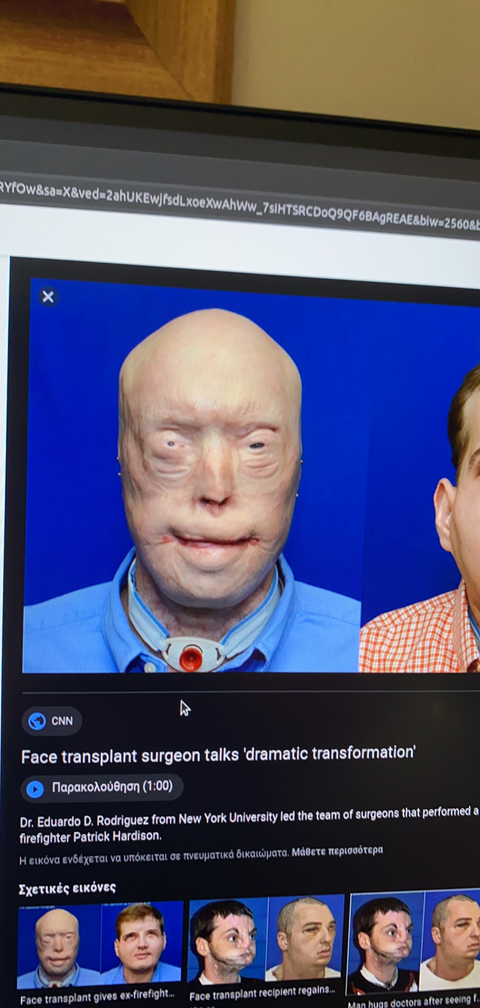 RYfOw&sa=X&ved=2ahUKEwjfsdLxoeXwAhWw_7sIHTSRCDoQ9QF6BAgREAE&biw=2560&b
CNN
Face transplant surgeon talks 'dramatic transformation'
Παρακολούθηση (1:00)
Dr. Eduardo D. Rodriguez from New York University led the team of surgeons that performed a
firefighter Patrick Hardison.
Η εικόνα ενδέχεται να υπόκειται σε πνευματικά δικαιώματα. Μάθετε περισσότερα
Σχετικές εικόνες
Face transplant gives ex-firefight...
Face transplant recipient regains...
Man hugs doctors after seeing f...